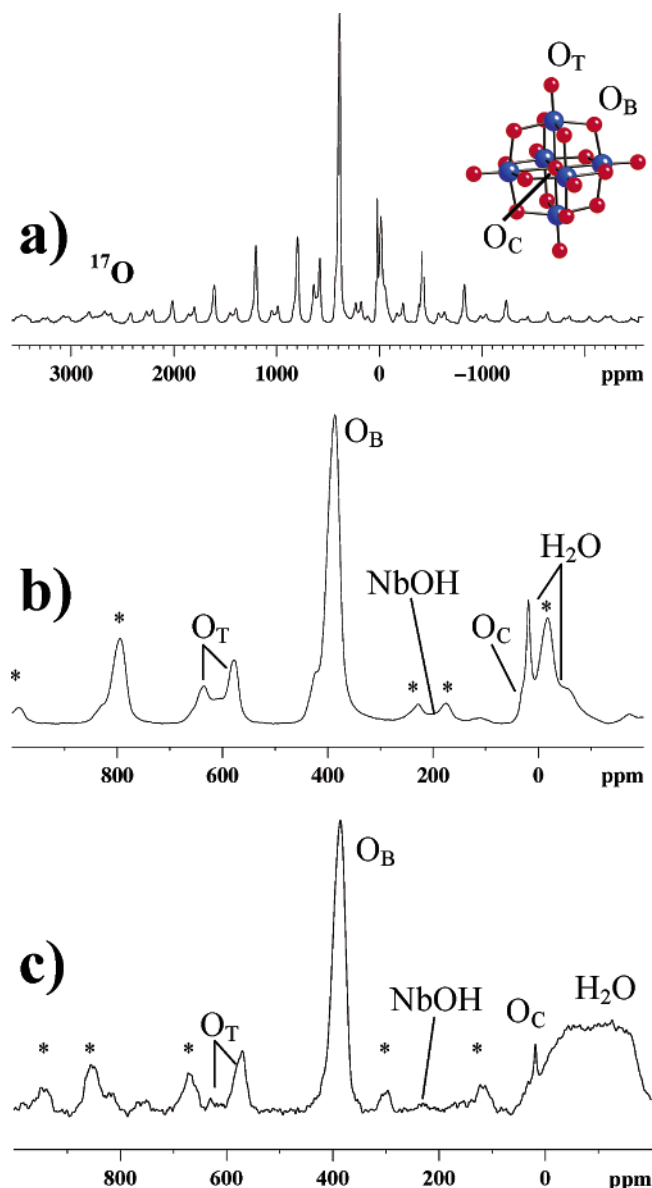 O_T
O_B
a)
O_C
17O
3000 2000 1000 0 −1000 ppm
O_B
b)
NbOH
H2O
*
O_T
O_C
*
*
* *
800 600 400 200 0 ppm
O_B
c)
NbOH
O_C
H2O
O_T
* * * * *
800 600 400 200 0 ppm